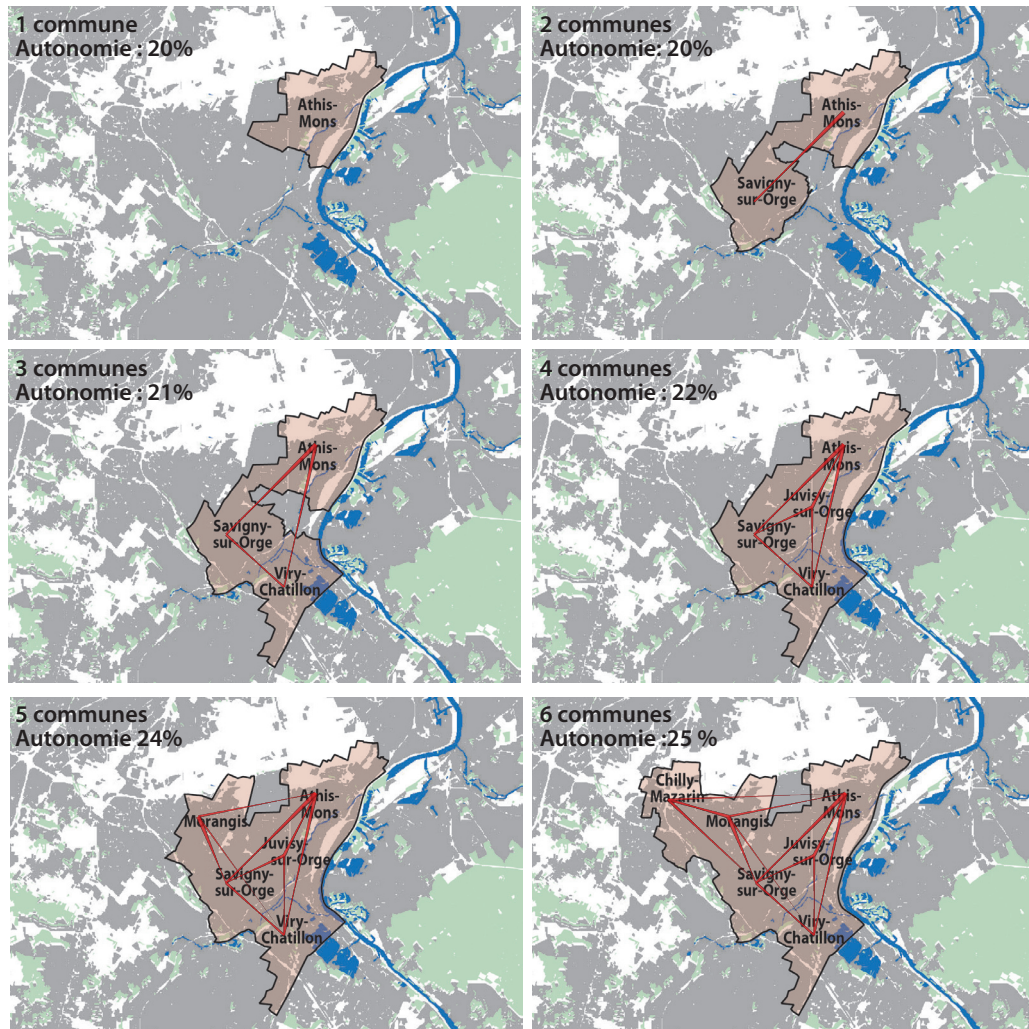 1 commune
Autonomie : 20%
Athis-
Mons
2 communes
Autonomie: 20%
Athis-
Mons
Savigny-
sur-Orge
3 communes
Autonomie : 21%
Athis-
Mons
Savigny-
sur-Orge
Viry-
Chatillon
4 communes
Autonomie : 22%
Athis-
Mons
Juvisy-
sur-Orge
Savigny-
sur-Orge
Viry-
Chatillon
5 communes
Autonomie 24%
Athis-
Mons
Morangis
Juvisy-
sur-Orge
Savigny-
sur-Orge
Viry-
Chatillon
6 communes
Autonomie :25 %
Chilly-
Mazarin
Athis-
Mons
Morangis
Juvisy-
sur-Orge
Savigny-
sur-Orge
Viry-
Chatillon